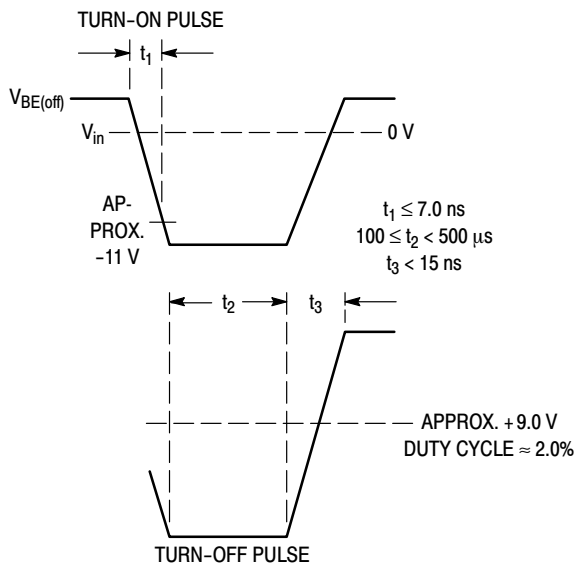 TURN–ON PULSE
t1
VBE(off)
Vin
0 V
AP-
PROX.
–11 V
t1 ≤ 7.0 ns
100 ≤ t2 < 500 μs
t3 < 15 ns
t2
t3
APPROX. +9.0 V
DUTY CYCLE ≈ 2.0%
TURN–OFF PULSE